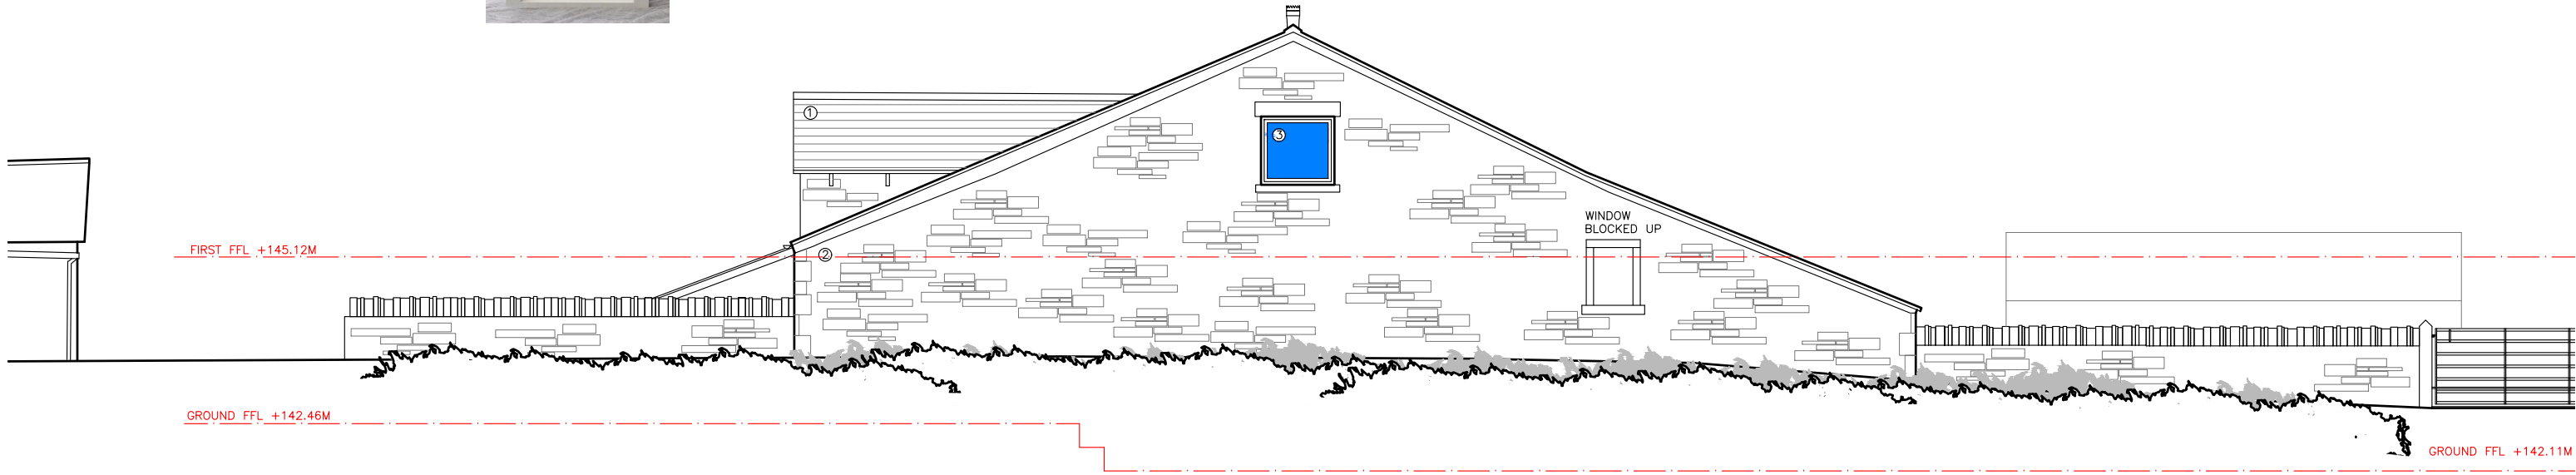 ①
③
WINDOW
BLOCKED UP
FIRST FFL +145.12M
②
GROUND FFL +142.46M
GROUND FFL +142.11M